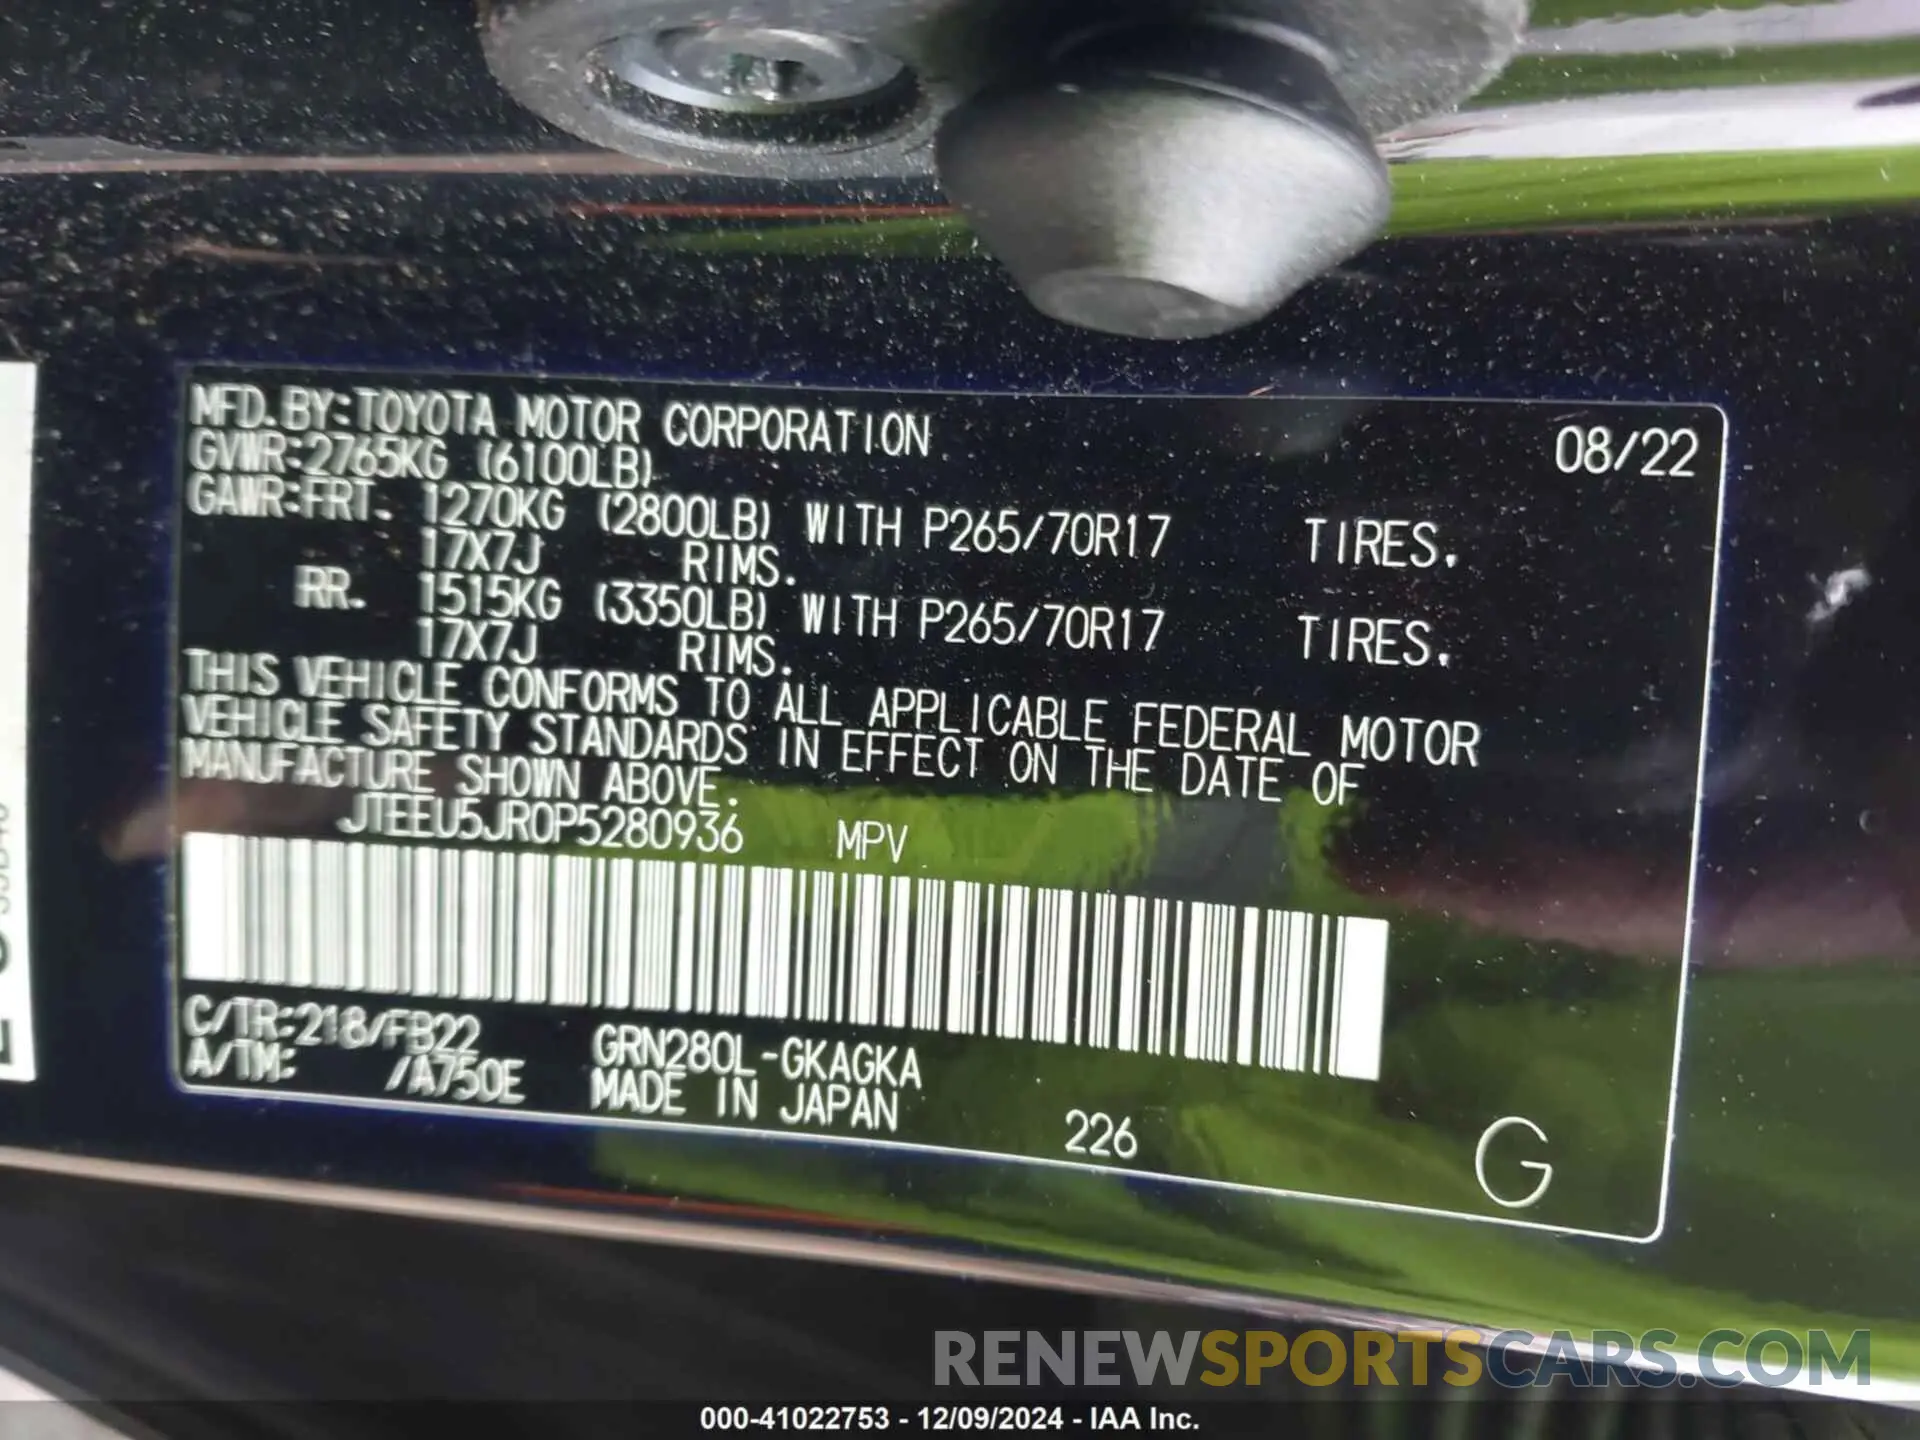 MFD.BY:TOYOTA MOTOR CORPORATION 08/22
GVWR:2765KG (6100LB)
GAWR:FRT. 1270KG (2800LB) WITH P265/70R17 TIRES,
17X7J RIMS.
RR. 1515KG (3350LB) WITH P265/70R17 TIRES,
17X7J RIMS.
THIS VEHICLE CONFORMS TO ALL APPLICABLE FEDERAL MOTOR
VEHICLE SAFETY STANDARDS IN EFFECT ON THE DATE OF
MANUFACTURE SHOWN ABOVE.
JTEEU5JR0P5280936 MPV
C/TR:218/FB22 GRN280L-GKAGKA
A/TM: /A750E MADE IN JAPAN
226 G
RENEWSPORTSCARS.COM
000-41022753 - 12/09/2024 - IAA Inc.